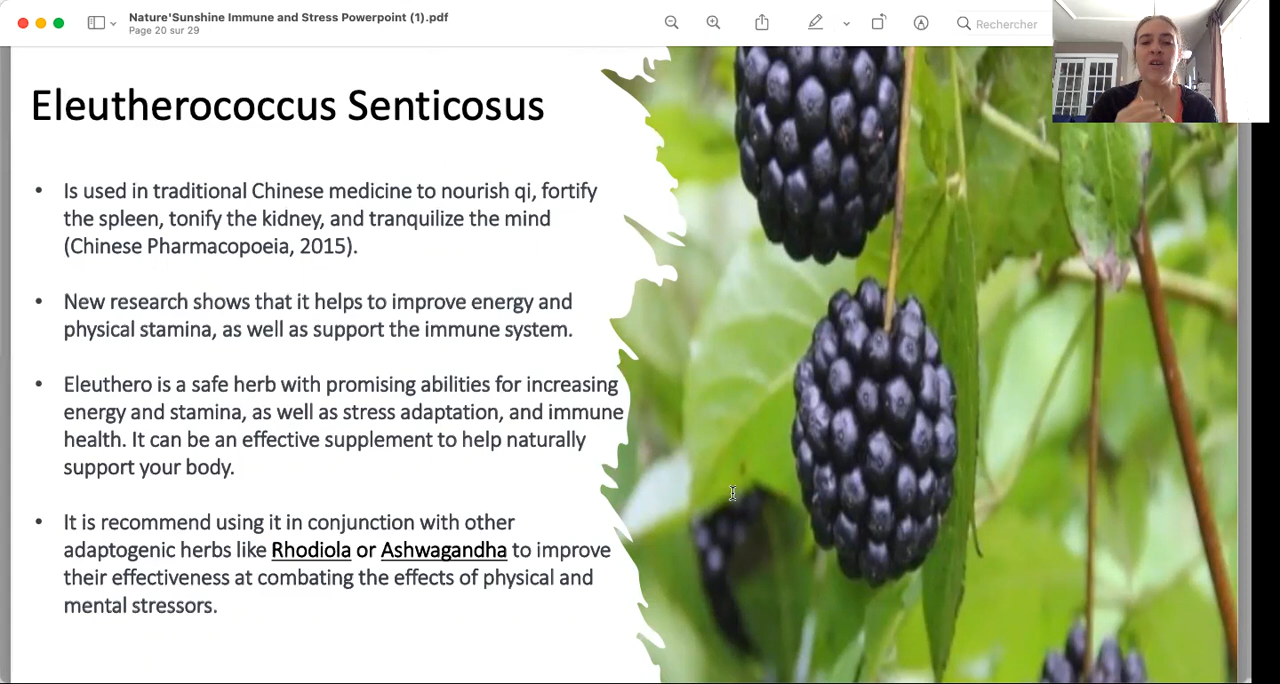 Nature'Sunshine Immune and Stress Powerpoint (1).pdf
Page 20 sur 29
Rechercher
Eleutherococcus Senticosus
• Is used in traditional Chinese medicine to nourish qi, fortify
the spleen, tonify the kidney, and tranquilize the mind
(Chinese Pharmacopoeia, 2015).
• New research shows that it helps to improve energy and
physical stamina, as well as support the immune system.
• Eleuthero is a safe herb with promising abilities for increasing
energy and stamina, as well as stress adaptation, and immune
health. It can be an effective supplement to help naturally
support your body.
• It is recommend using it in conjunction with other
adaptogenic herbs like Rhodiola or Ashwagandha to improve
their effectiveness at combating the effects of physical and
mental stressors.